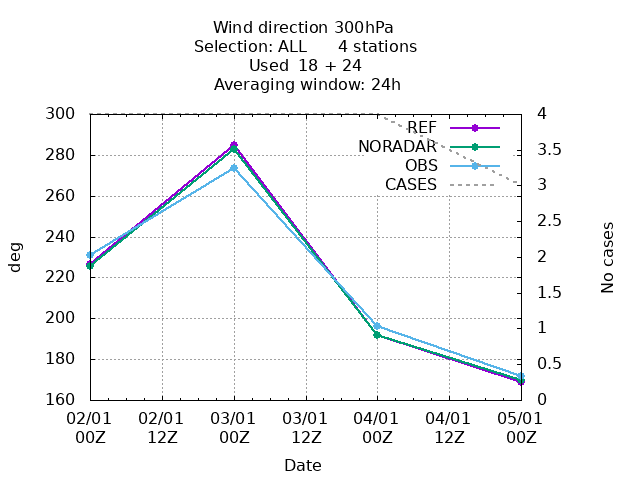 Wind direction 300hPa
Selection: ALL 4 stations
Used 18 + 24
Averaging window: 24h
300
280
260
240
220
200
180
160
deg
4
3.5
3
2.5
2
1.5
1
0.5
0
No cases
REF
NORADAR
OBS
CASES
02/01 02/01 03/01 03/01 04/01 04/01 05/01
00Z 12Z 00Z 12Z 00Z 12Z 00Z
Date